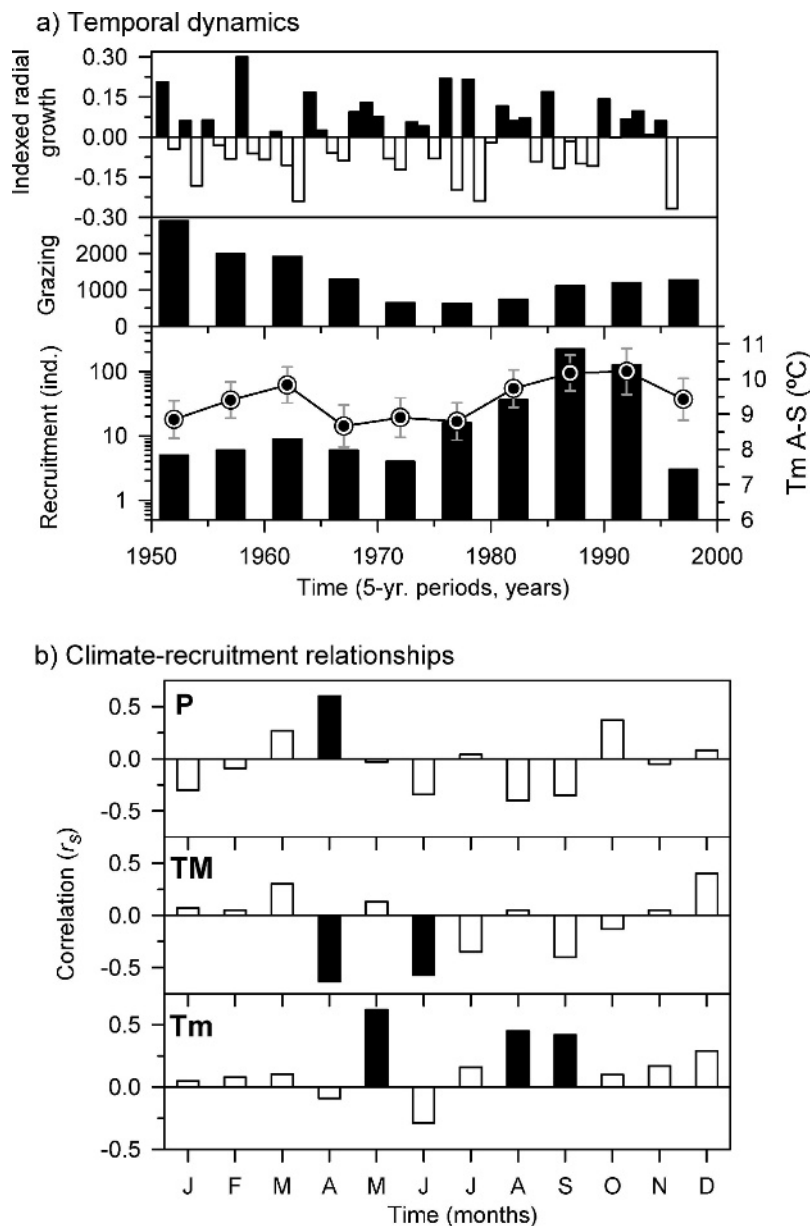 a) Temporal dynamics
Indexed radial
growth
0.30
0.15
0.00
-0.15
-0.30
Grazing
2000
1000
0
Recruitment (ind.)
100
10
1
11
10
9
8
7
6
Tm A-S (ºC)
1950 1960 1970 1980 1990 2000
Time (5-yr. periods, years)
b) Climate-recruitment relationships
Correlation (rs)
P
0.5
0.0
-0.5
TM
0.5
0.0
-0.5
Tm
0.5
0.0
-0.5
J F M A M J J A S O N D
Time (months)